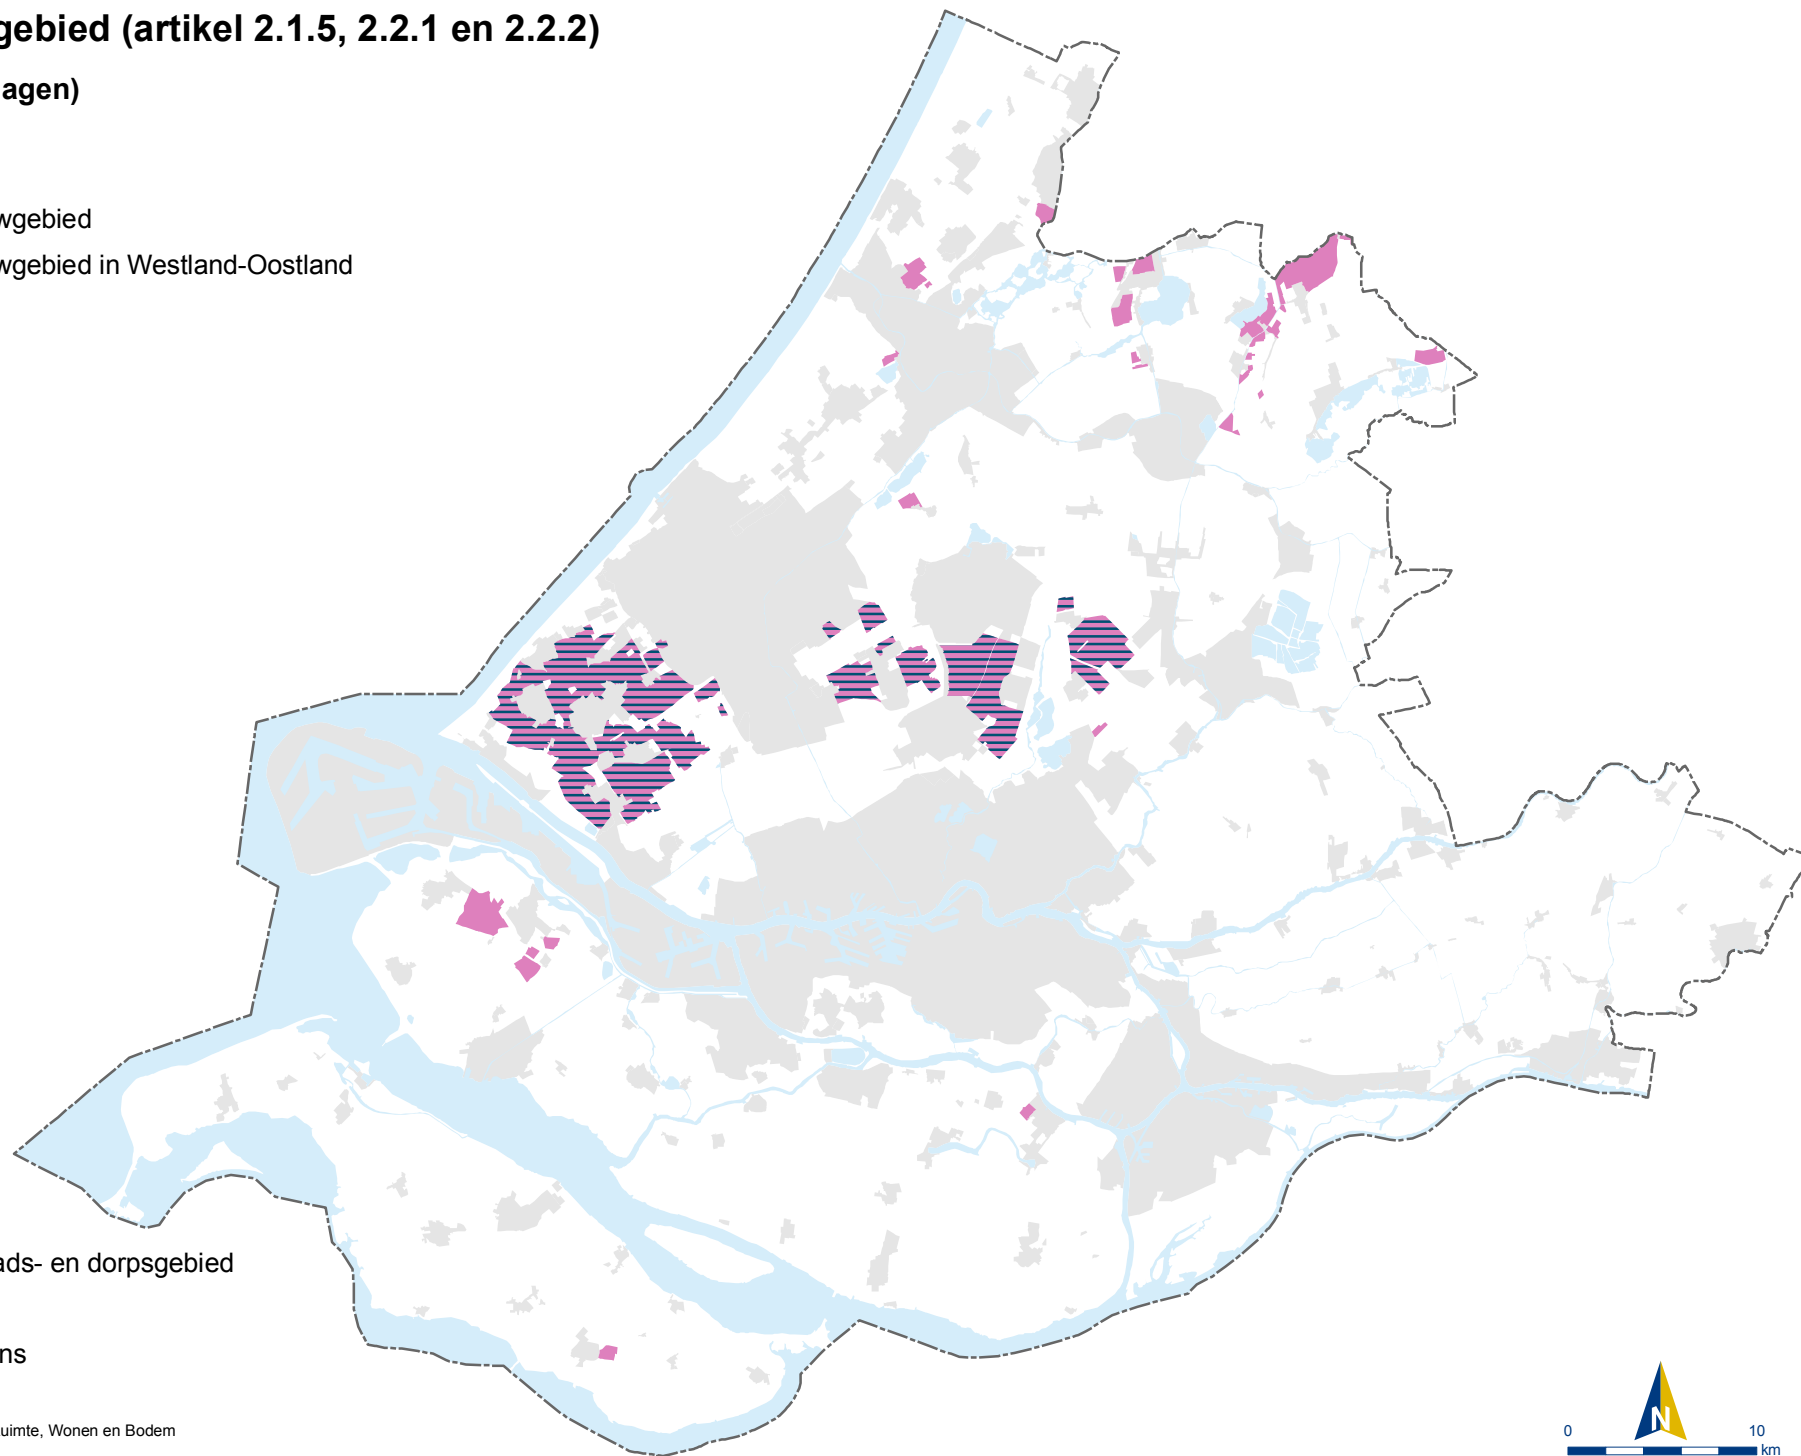 gebied (artikel 2.1.5, 2.2.1 en 2.2.2)
agen)
wgebied
wgebied in Westland-Oostland
ads- en dorpsgebied
ns
uimte, Wonen en Bodem
N
0 10
km